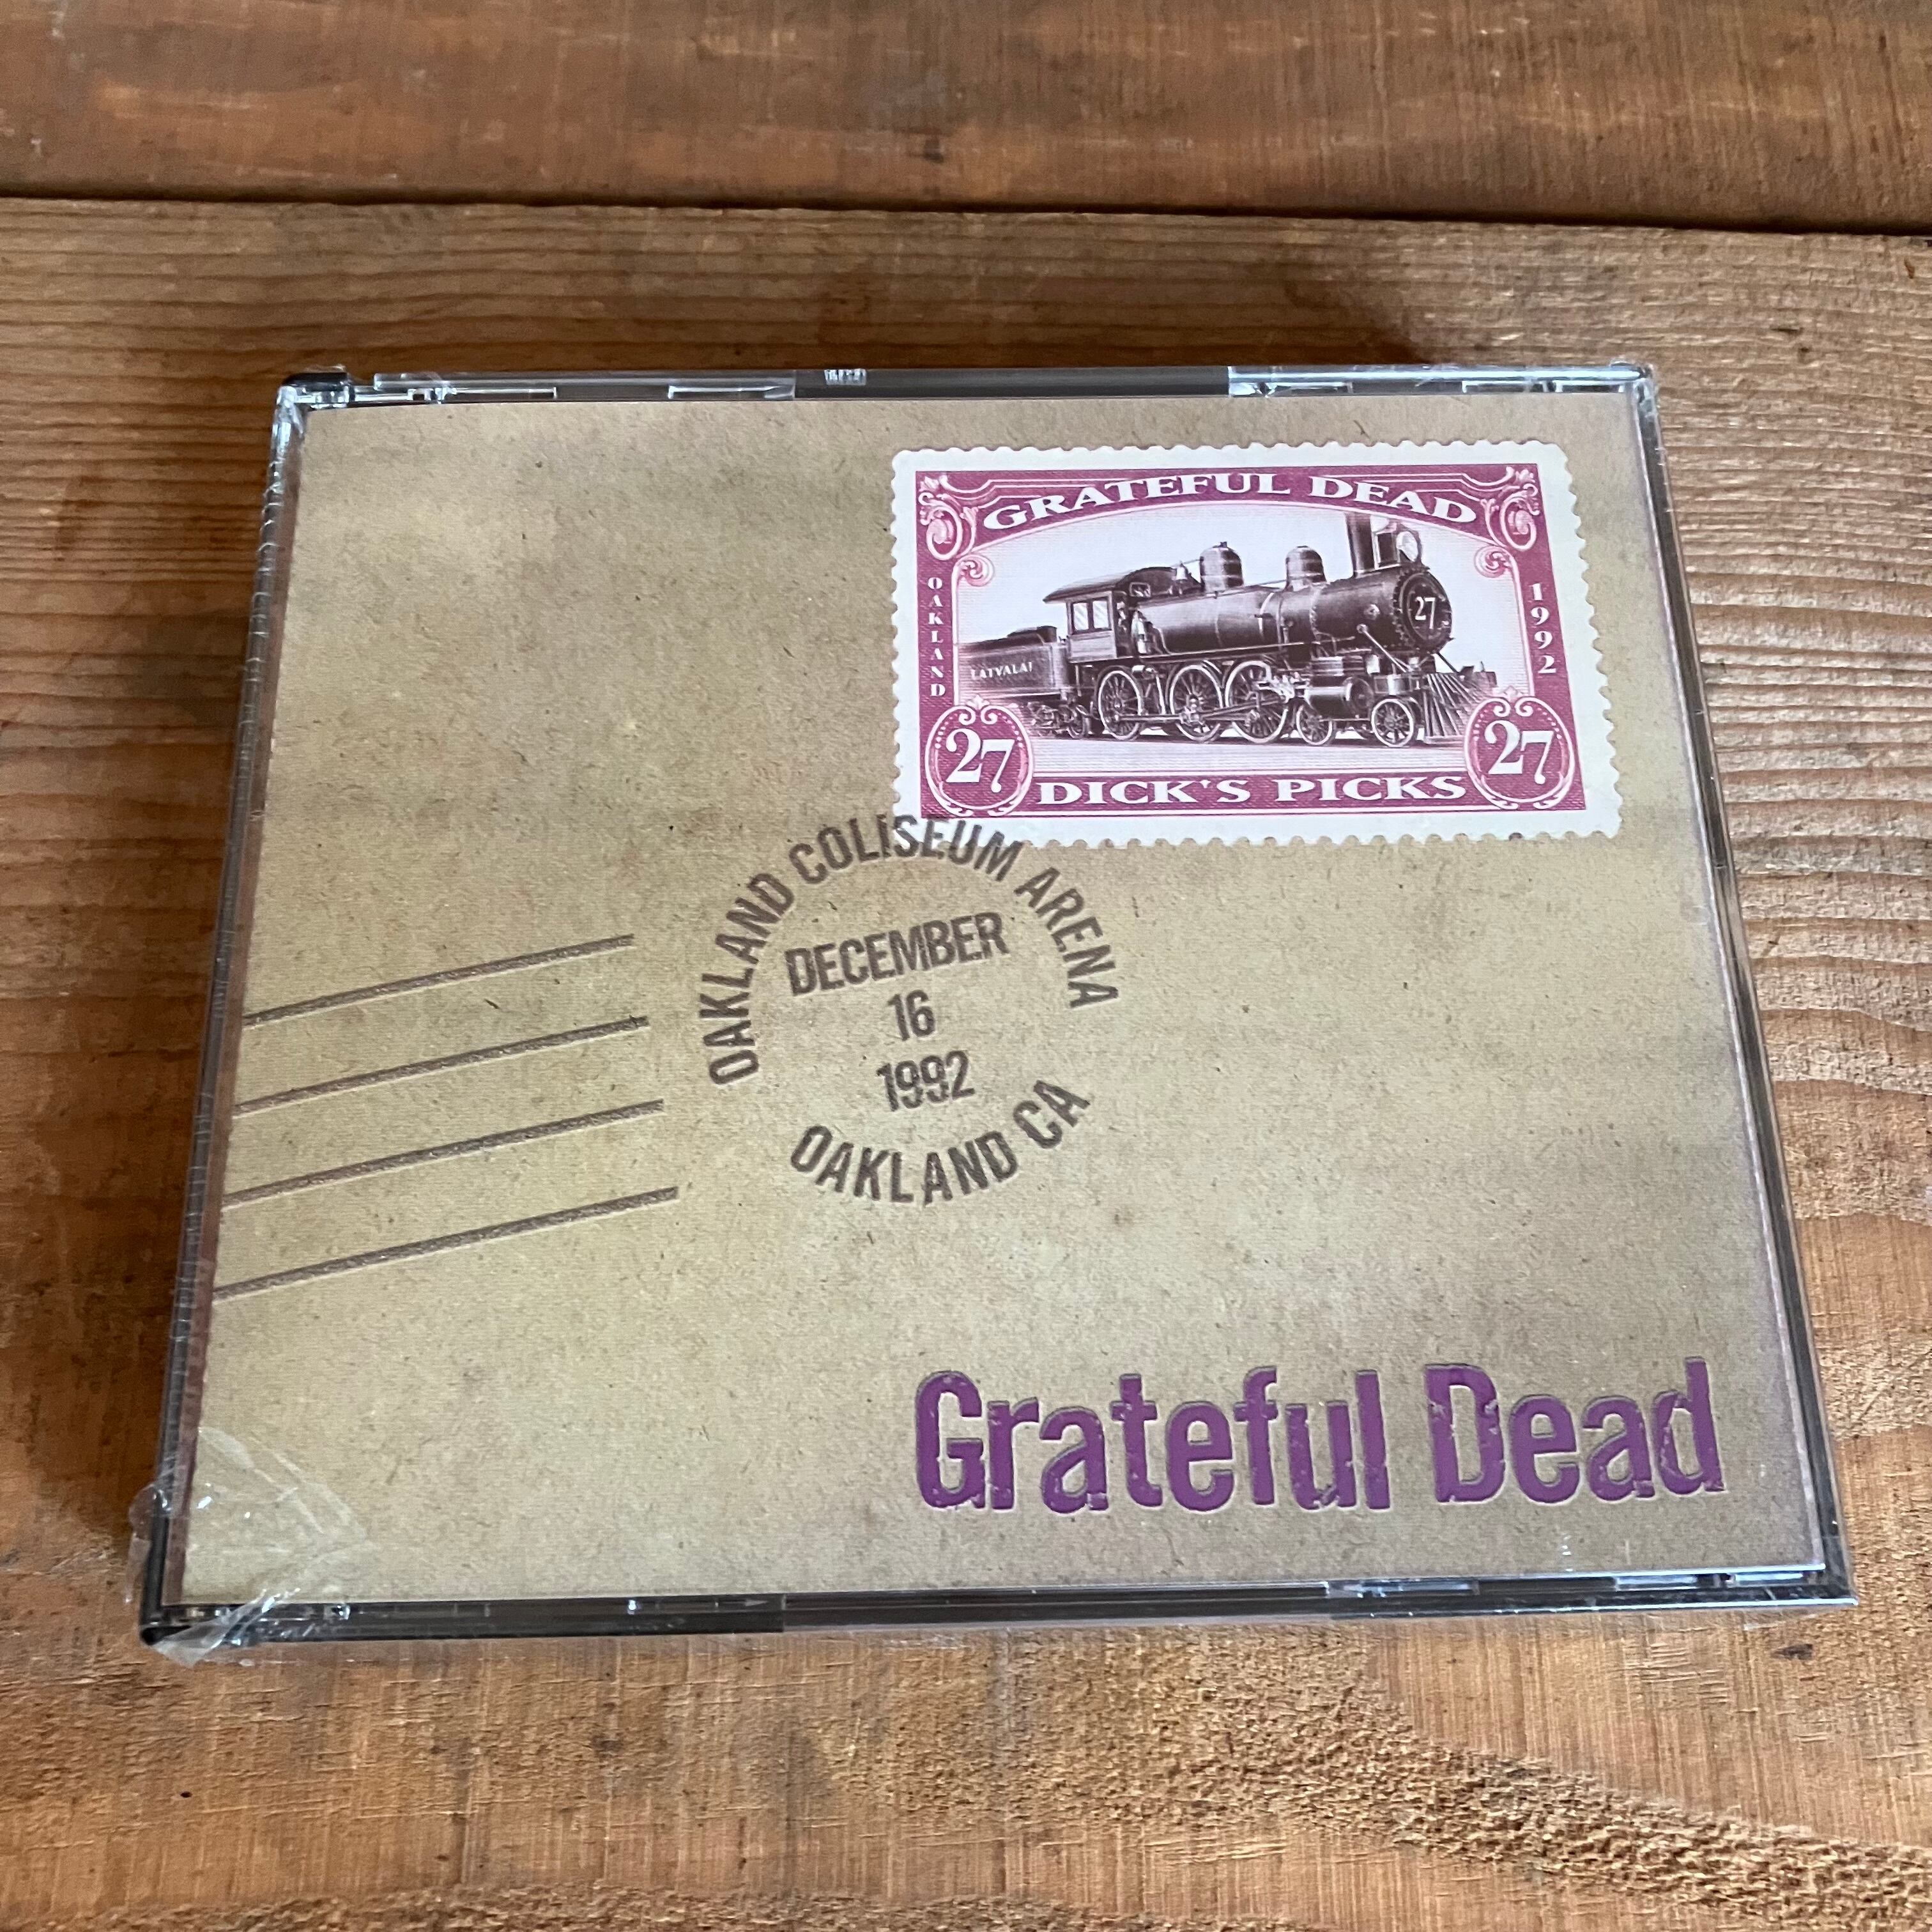 GRATEFUL DEAD
OAKLAND
1992
27
LATVALA
27
27
DICK'S PICKS
OAKLAND COLISEUM ARENA
DECEMBER
16
1992
OAKLAND CA
Grateful Dead